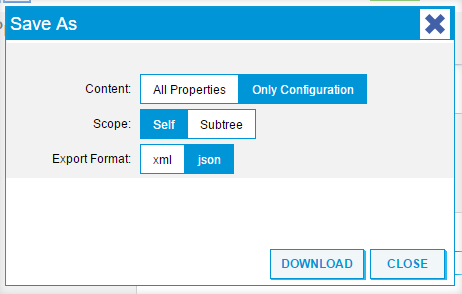 Save As
Content: All Properties Only Configuration
Scope: Self Subtree
Export Format: xml json
DOWNLOAD CLOSE